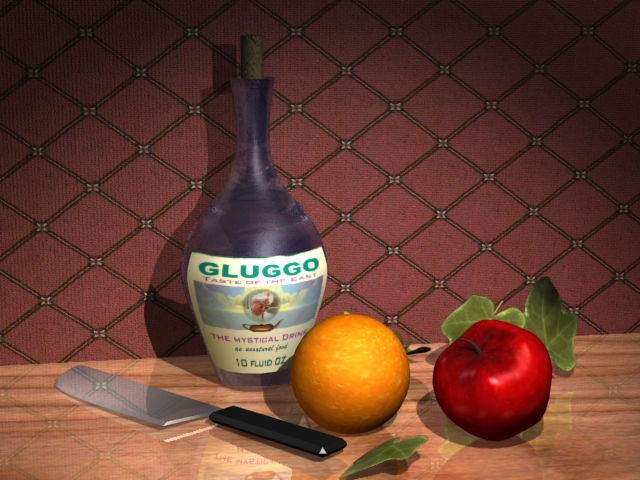 GLUGGO
TASTE OF THE EAST
THE MYSTICAL DRINK
an unnatural food
10 FLUID OZ